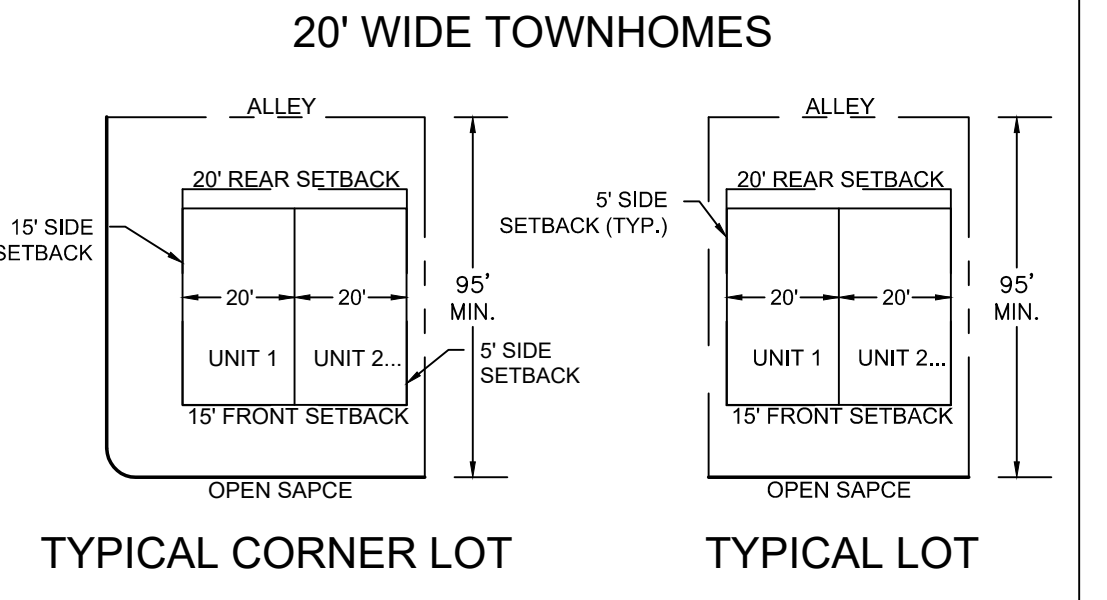 20' WIDE TOWNHOMES
ALLEY
20' REAR SETBACK
15' SIDE
SETBACK
20'
20'
95'
MIN.
UNIT 1
UNIT 2...
5' SIDE
SETBACK
15' FRONT SETBACK
OPEN SAPCE
TYPICAL CORNER LOT
ALLEY
20' REAR SETBACK
5' SIDE
SETBACK (TYP.)
20'
20'
95'
MIN.
UNIT 1
UNIT 2...
15' FRONT SETBACK
OPEN SAPCE
TYPICAL LOT